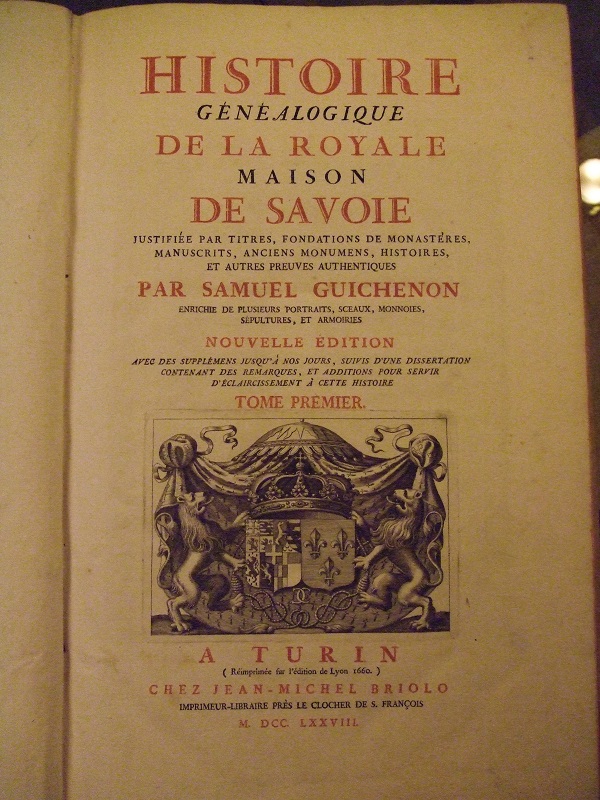 HISTOIRE
GÉNÉALOGIQUE
DE LA ROYALE
MAISON
DE SAVOIE
JUSTIFIÉE PAR TITRES, FONDATIONS DE MONASTÈRES,
MANUSCRITS, ANCIENS MONUMENS, HISTOIRES,
ET AUTRES PREUVES AUTHENTIQUES
PAR SAMUEL GUICHENON
ENRICHIE DE PLUSIEURS PORTRAITS, SCEAUX, MONNOIES,
SÉPULTURES, ET ARMOIRIES
NOUVELLE EDITION
AVEC DES SUPPLÉMENS JUSQU'À NOS JOURS, SUIVIS D'UNE DISSERTATION
CONTENANT DES REMARQUES, ET ADDITIONS POUR SERVIR
D'ÉCLAIRCISSEMENT À CETTE HISTOIRE
TOME PREMIER.
A TURIN
( Réimprimée sur l'édition de Lyon 1660. )
CHEZ JEAN-MICHEL BRIOLO
IMPRIMEUR-LIBRAIRE PRÈS LE CLOCHER DE S. FRANÇOIS
M. DCC. LXXVIII.